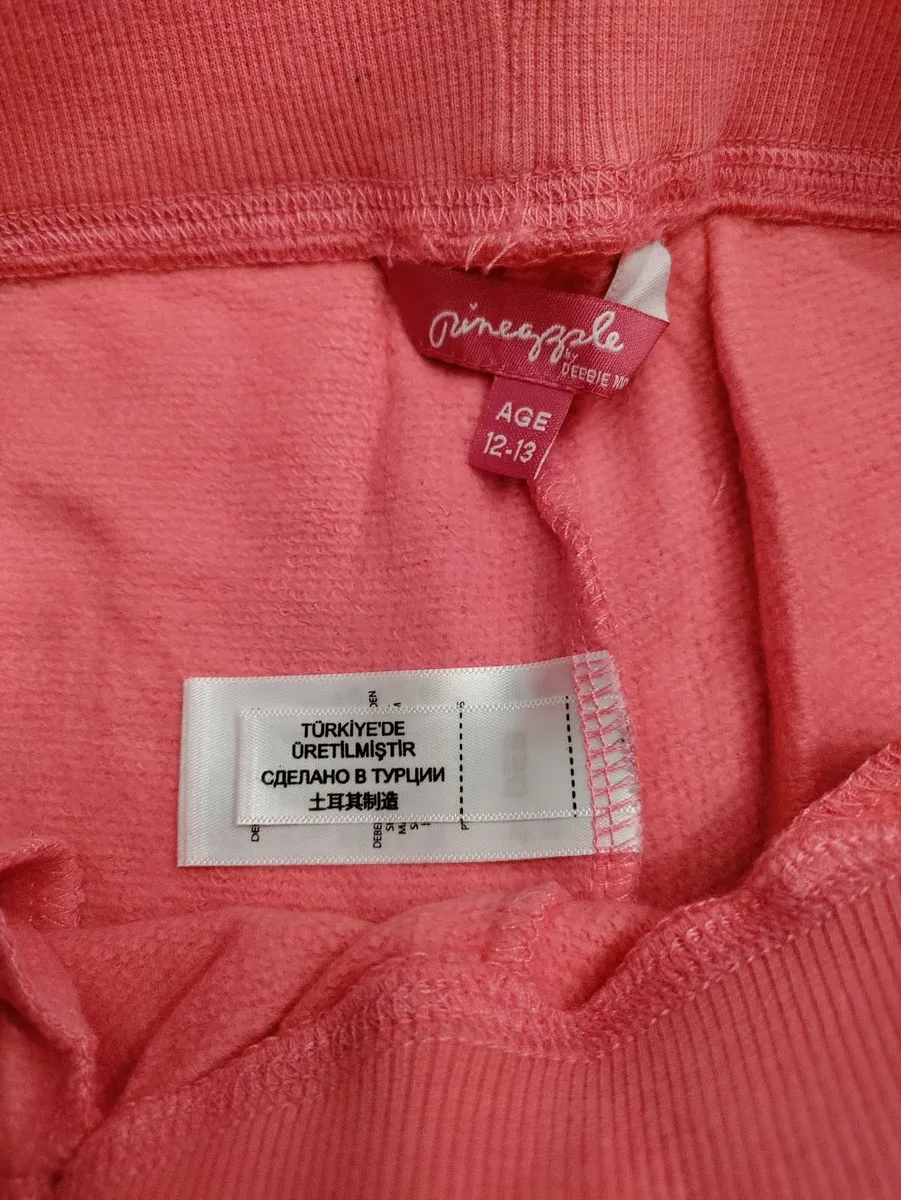 pineapple
by
DEBBIE
AGE
12-13
TÜRKİYE'DE
ÜRETİLMİŞTİR
СДЕЛАНО В ТУРЦИИ
土耳其制造